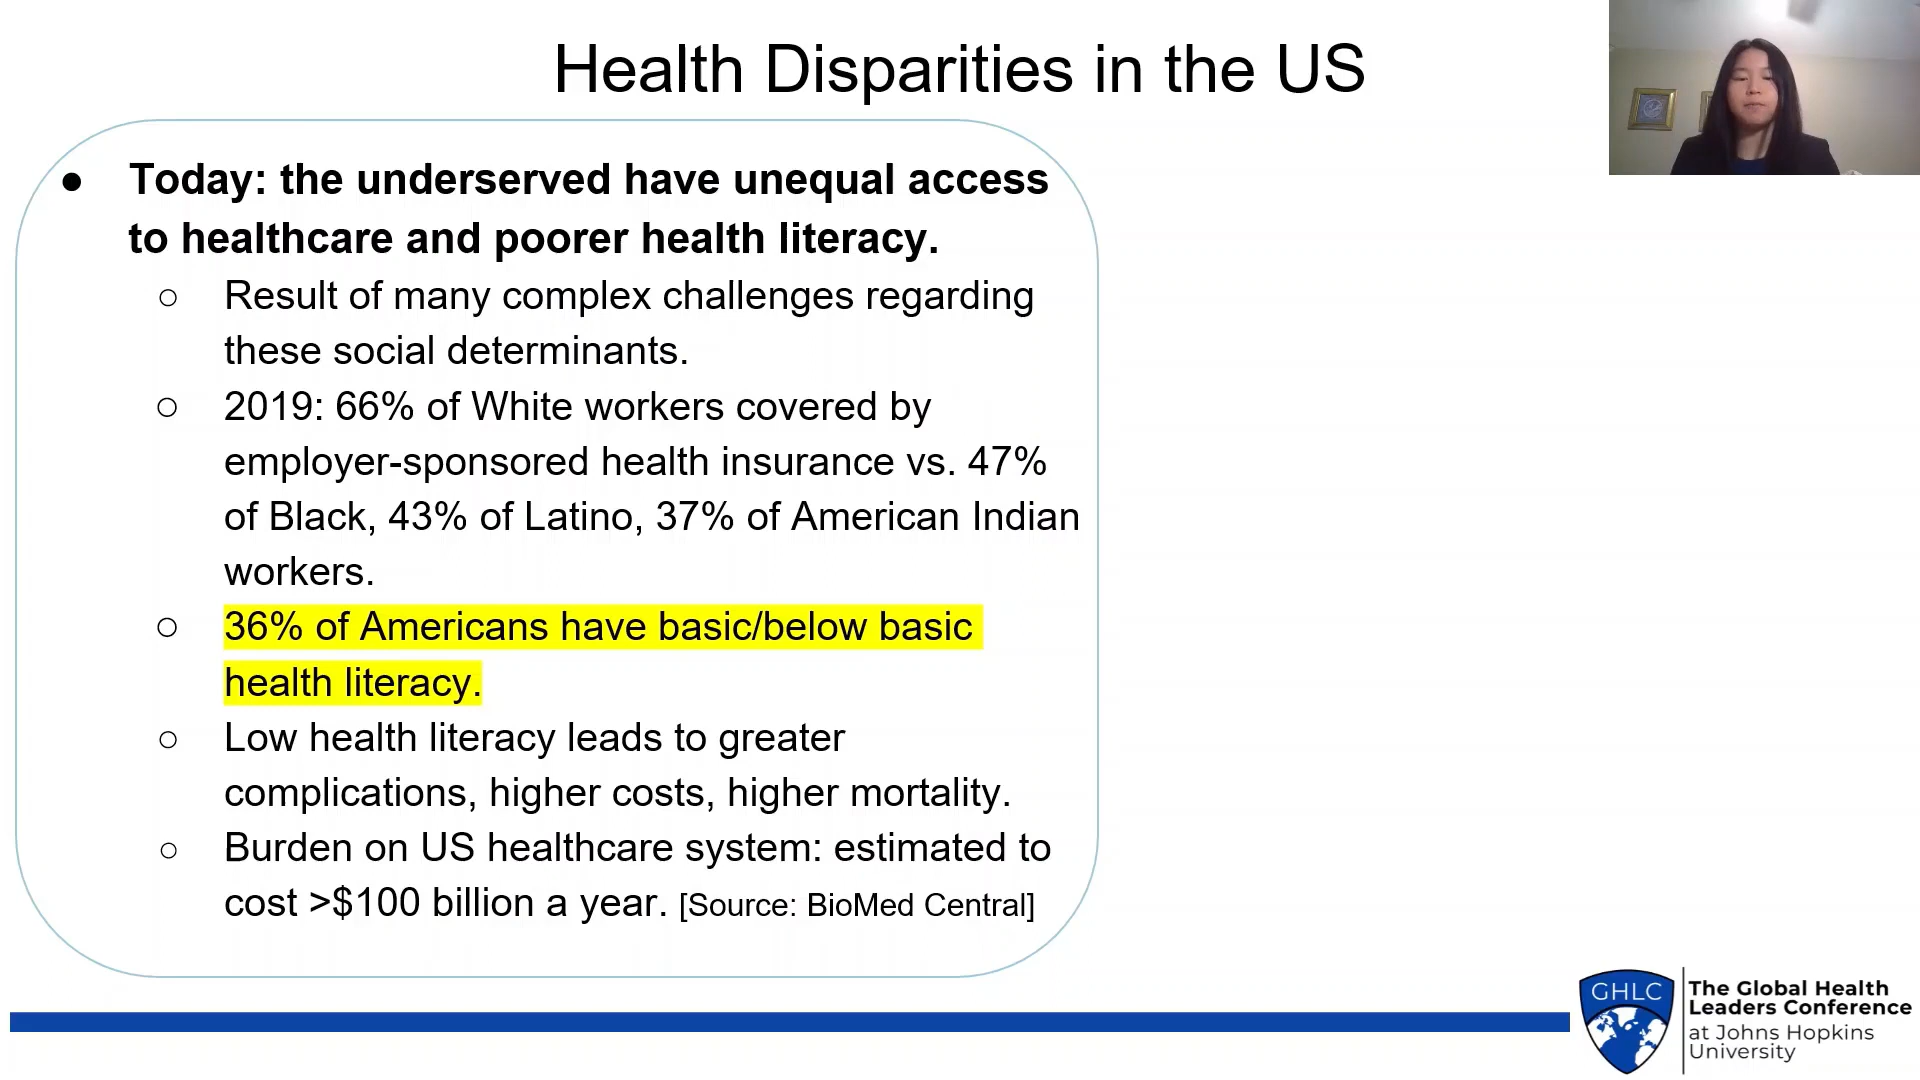 Health Disparities in the US
● Today: the underserved have unequal access
to healthcare and poorer health literacy.
○ Result of many complex challenges regarding
these social determinants.
○ 2019: 66% of White workers covered by
employer-sponsored health insurance vs. 47%
of Black, 43% of Latino, 37% of American Indian
workers.
○ 36% of Americans have basic/below basic
health literacy.
○ Low health literacy leads to greater
complications, higher costs, higher mortality.
○ Burden on US healthcare system: estimated to
cost >$100 billion a year. [Source: BioMed Central]
GHLC
The Global Health
Leaders Conference
at Johns Hopkins
University